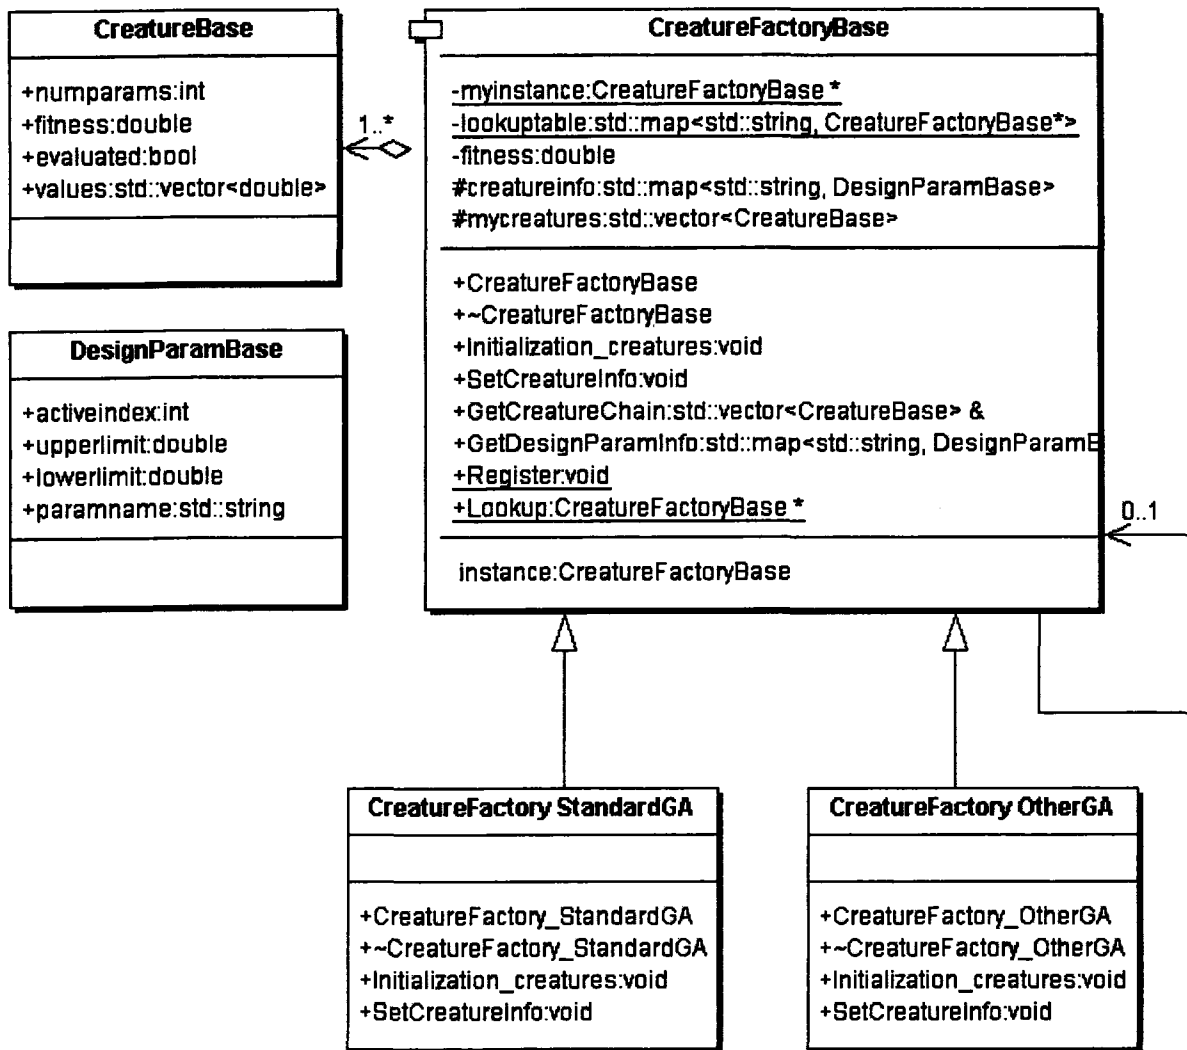 CreatureBase
+numparams:int
+fitness:double
+evaluated:bool
+values:std::vector<double>
1..*
CreatureFactoryBase
-myinstance:CreatureFactoryBase *
-lookuptable:std::map<std::string, CreatureFactoryBase*>
-fitness:double
#creatureinfo:std::map<std::string, DesignParamBase>
#mycreatures:std::vector<CreatureBase>
+CreatureFactoryBase
+~CreatureFactoryBase
+Initialization_creatures:void
+SetCreatureInfo:void
+GetCreatureChain:std::vector<CreatureBase> &
+GetDesignParamInfo:std::map<std::string, DesignParamB
+Register:void
+Lookup:CreatureFactoryBase *
instance:CreatureFactoryBase
0..1
DesignParamBase
+activeindex:int
+upperlimit:double
+lowerlimit:double
+paramname:std::string
CreatureFactory StandardGA
+CreatureFactory_StandardGA
+~CreatureFactory_StandardGA
+Initialization_creatures:void
+SetCreatureInfo:void
CreatureFactory OtherGA
+CreatureFactory_OtherGA
+~CreatureFactory_OtherGA
+Initialization_creatures:void
+SetCreatureInfo:void